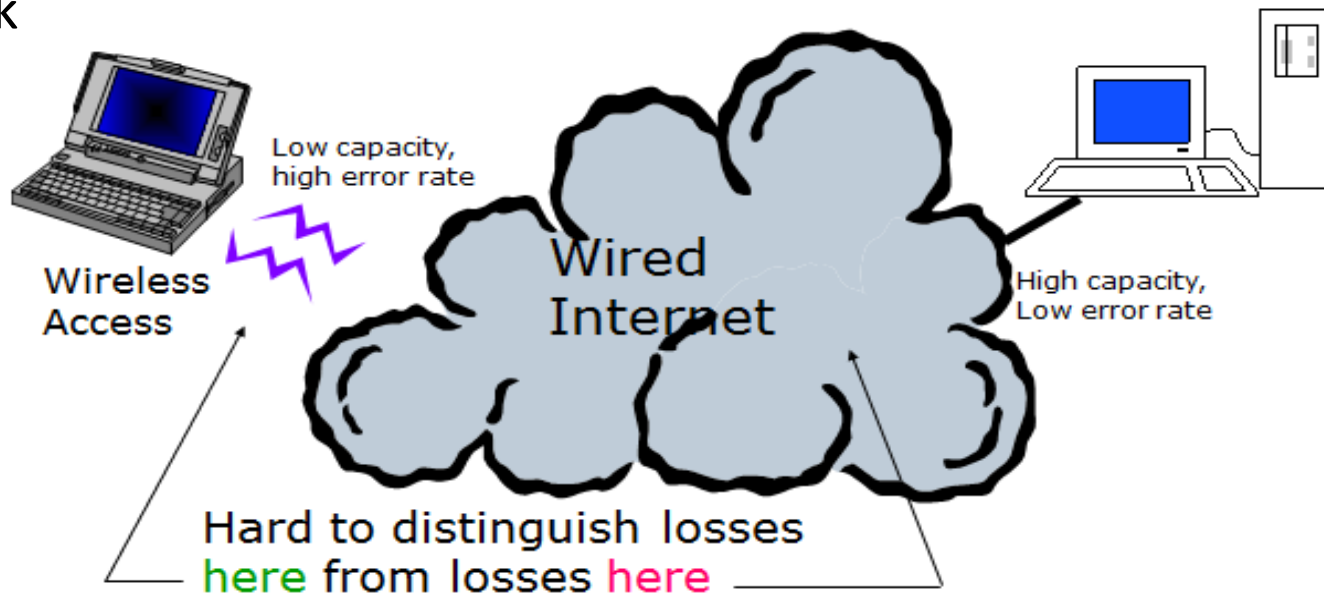 k
Low capacity,
high error rate
Wireless
Access
Wired
Internet
High capacity,
Low error rate
Hard to distinguish losses
here from losses here